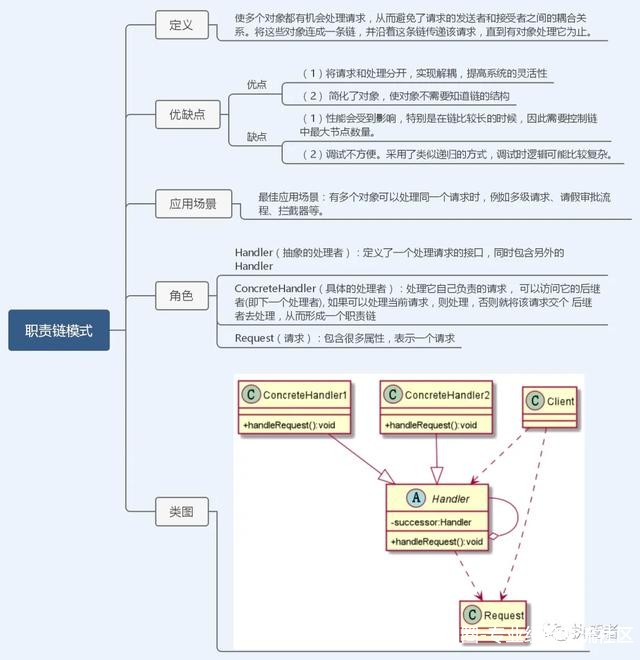 职责链模式
定义
使多个对象都有机会处理请求，从而避免了请求的发送者和接受者之间的耦合关
系。将这些对象连成一条链，并沿着这条链传递该请求，直到有对象处理它为止。
优缺点
优点
（1）将请求和处理分开，实现解耦，提高系统的灵活性
（2） 简化了对象，使对象不需要知道链的结构
缺点
（1）性能会受到影响，特别是在链比较长的时候，因此需要控制链
中最大节点数量。
（2）调试不方便。采用了类似递归的方式，调试时逻辑可能比较复杂。
应用场景
最佳应用场景：有多个对象可以处理同一个请求时，例如多级请求、请假审批流
程、拦截器等。
角色
Handler（抽象的处理者）：定义了一个处理请求的接口，同时包含另外的
Handler
ConcreteHandler（具体的处理者）：处理它自己负责的请求， 可以访问它的后继
者(即下一个处理者), 如果可以处理当前请求，则处理，否则就将该请求交个 后继
者去处理，从而形成一个职责链
Request（请求）：包含很多属性，表示一个请求
类图
C ConcreteHandler1
+handleRequest():void
C ConcreteHandler2
+handleRequest():void
C Client
A Handler
-successor:Handler
+handleRequest():void
C Request